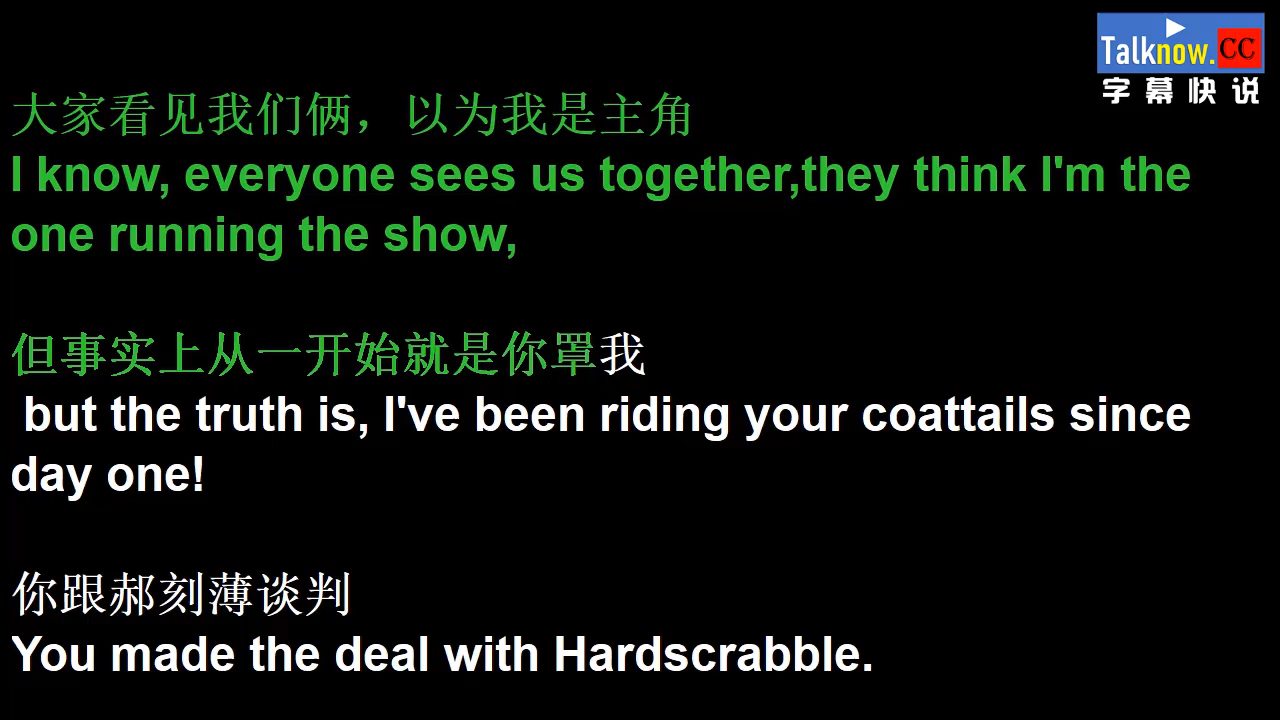 Talknow.CC
字幕快说
大家看见我们俩，以为我是主角
I know, everyone sees us together,they think I'm the
one running the show,
但事实上从一开始就是你罩我
but the truth is, I've been riding your coattails since
day one!
你跟郝刻薄谈判
You made the deal with Hardscrabble.